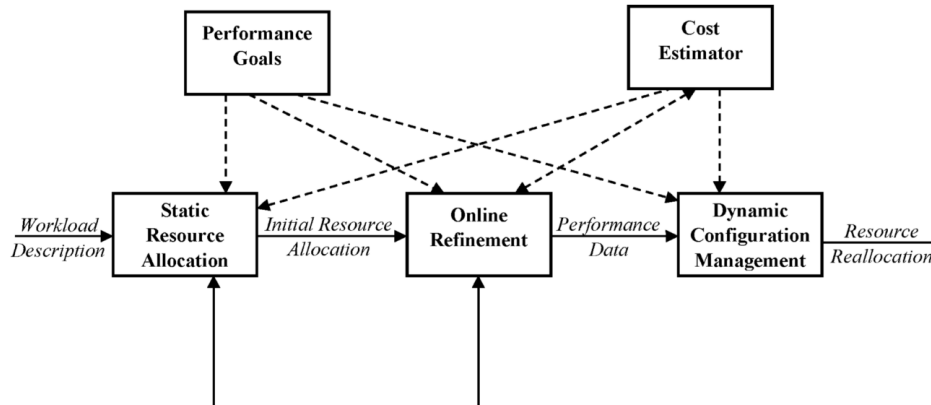 Performance
Goals
Cost
Estimator
Workload
Description
Static
Resource
Allocation
Initial Resource
Allocation
Online
Refinement
Performance
Data
Dynamic
Configuration
Management
Resource
Reallocation